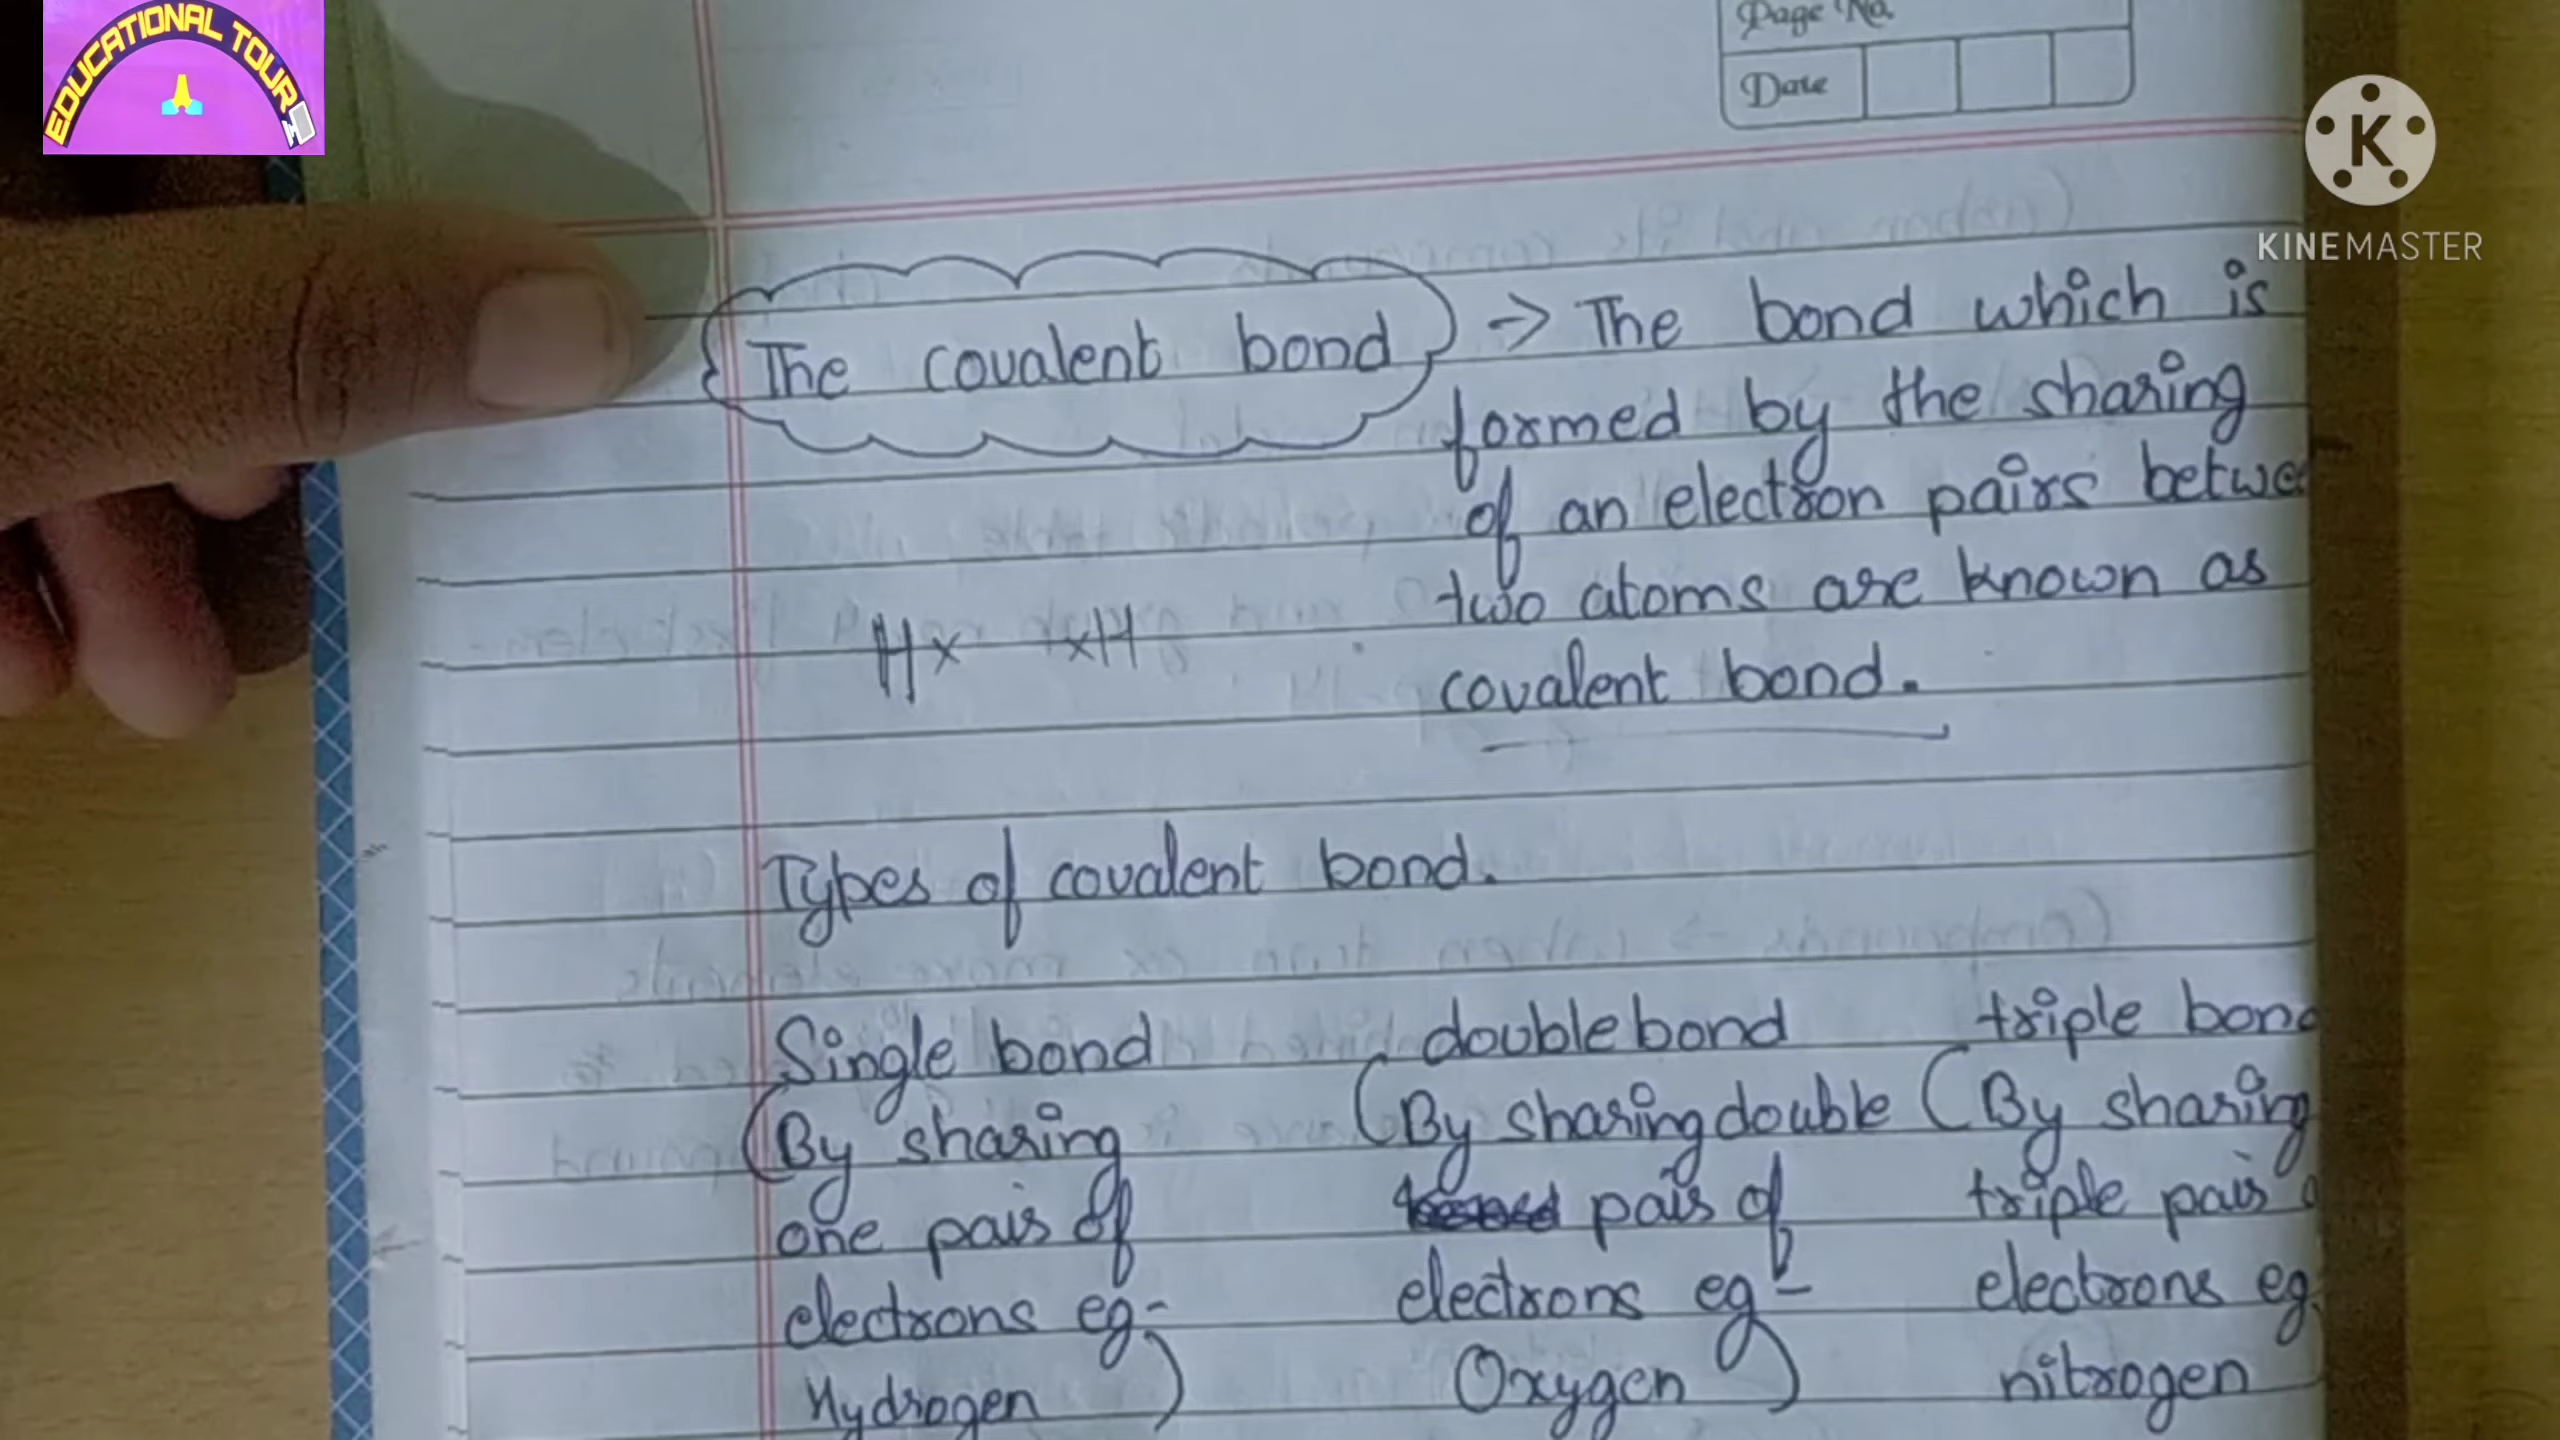 EDUCATIONAL TOUR
Page No.
Date
KINEMASTER
The covalent bond → The bond which is
formed by the sharing
of an electron pairs betwe
two atoms are known as
Hx xH
covalent bond.
Types of covalent bond.
Single bond double bond triple bond
(By sharing (By sharing double (By sharing
one pair of pair of triple pair o
electrons eg- electrons eg- electrons eg.
Hydrogen) Oxygen) nitrogen